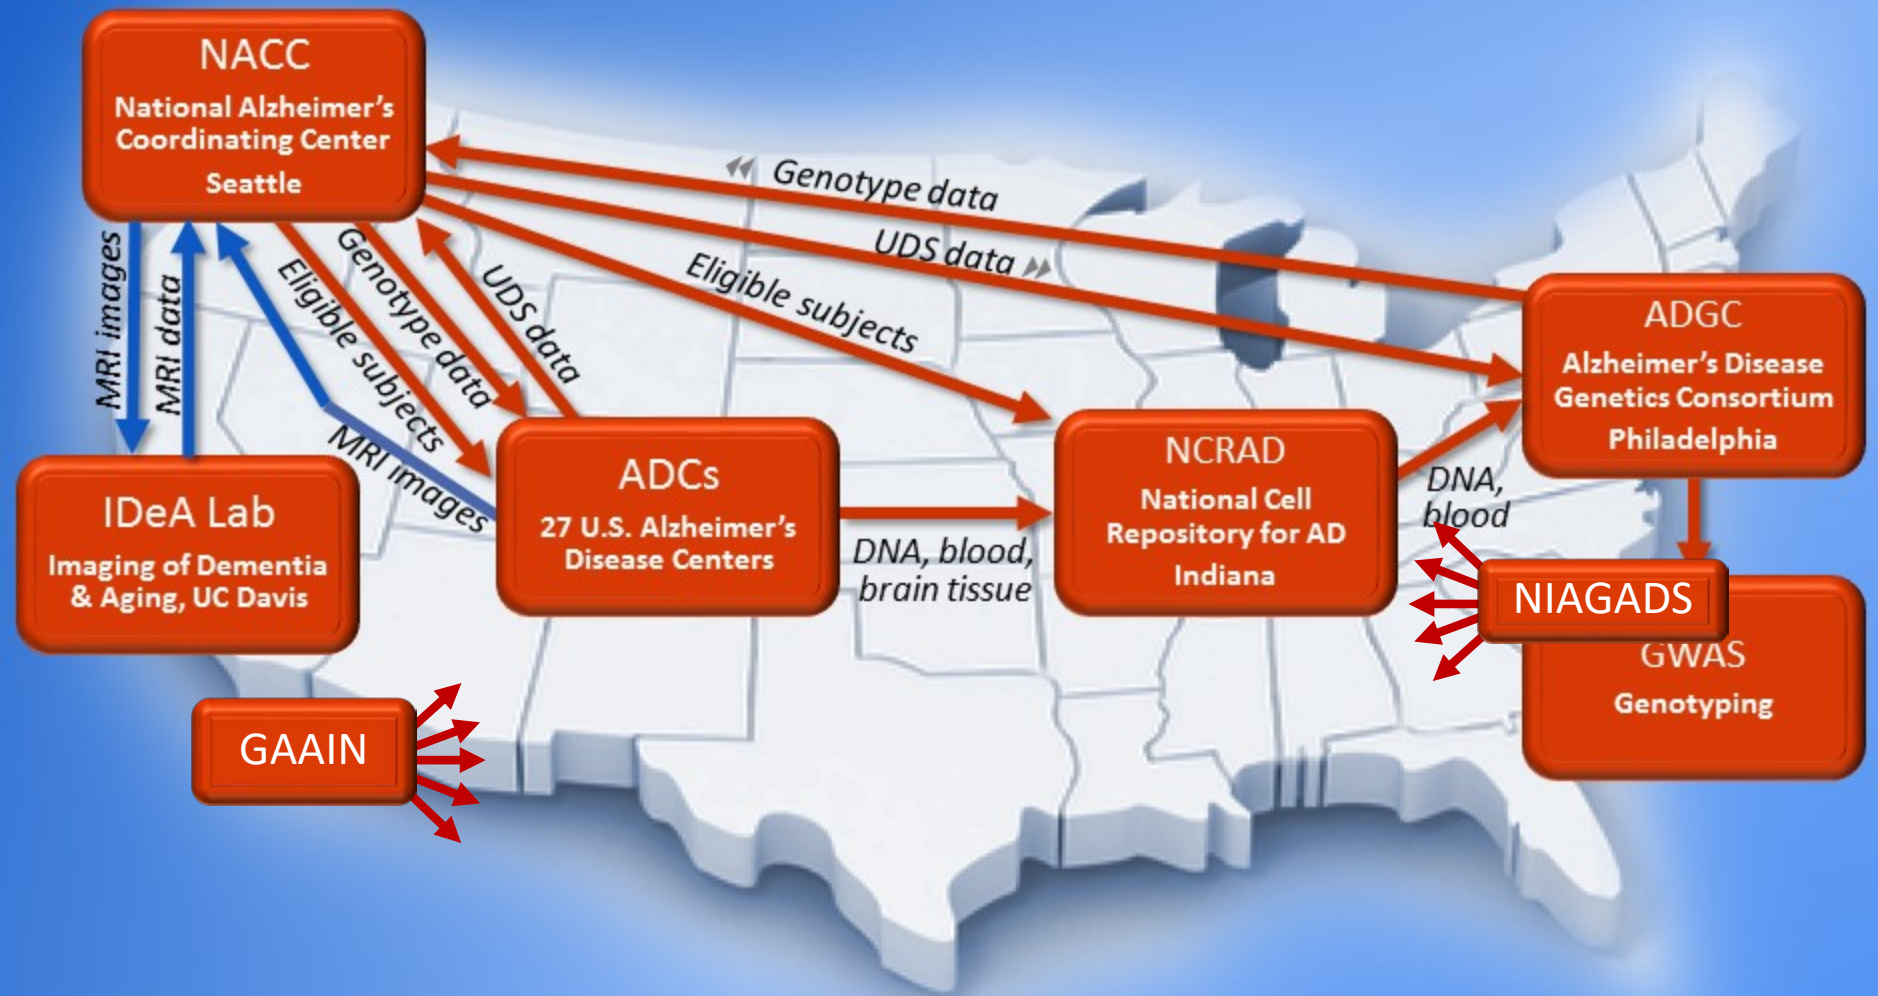 NACC
National Alzheimer's
Coordinating Center
Seattle
Genotype data
UDS data
Eligible subjects
MRI images
MRI data
Eligible subjects
Genotype data
UDS data
MRI images
ADGC
Alzheimer's Disease
Genetics Consortium
Philadelphia
IDeA Lab
Imaging of Dementia
& Aging, UC Davis
ADCs
27 U.S. Alzheimer's
Disease Centers
DNA, blood,
brain tissue
NCRAD
National Cell
Repository for AD
Indiana
DNA,
blood
NIAGADS
GWAS
Genotyping
GAAIN